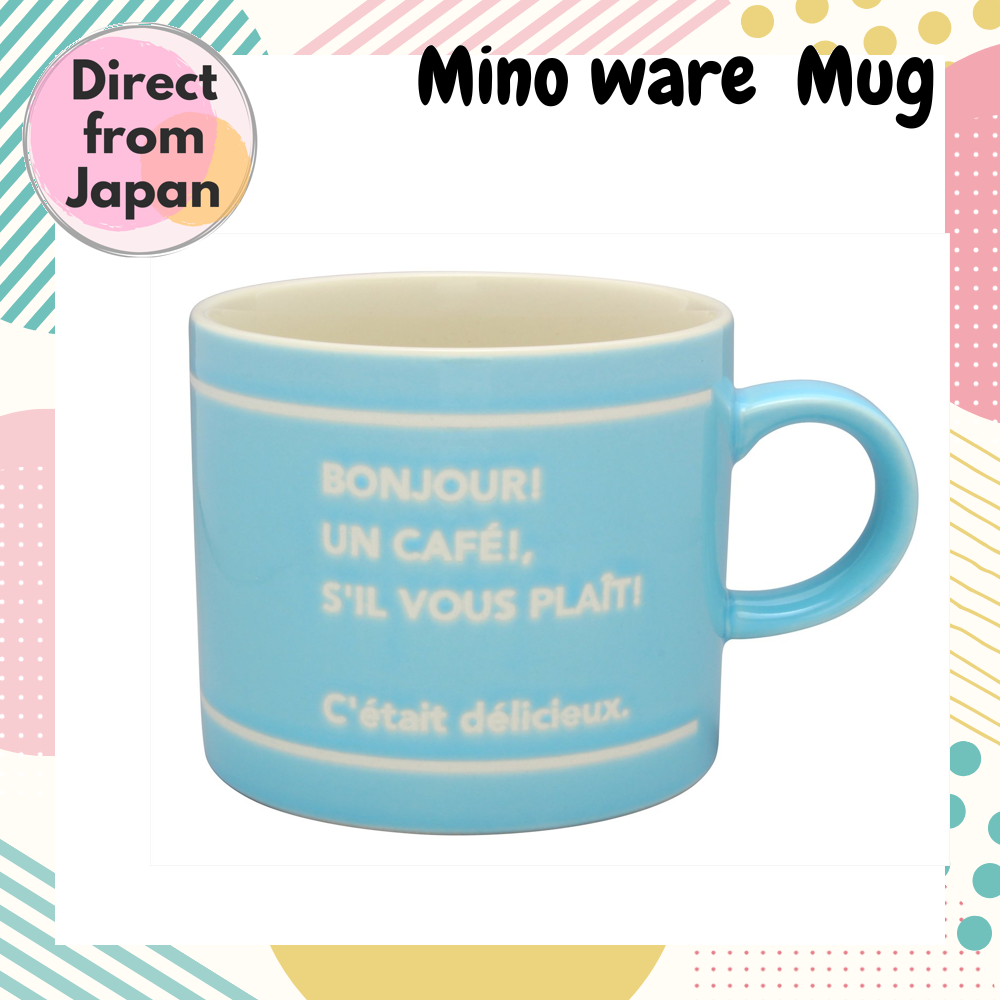 Direct
from
Japan
Mino ware Mug
BONJOUR!
UN CAFÉ!,
S'IL VOUS PLAÎT!
C'était délicieux.